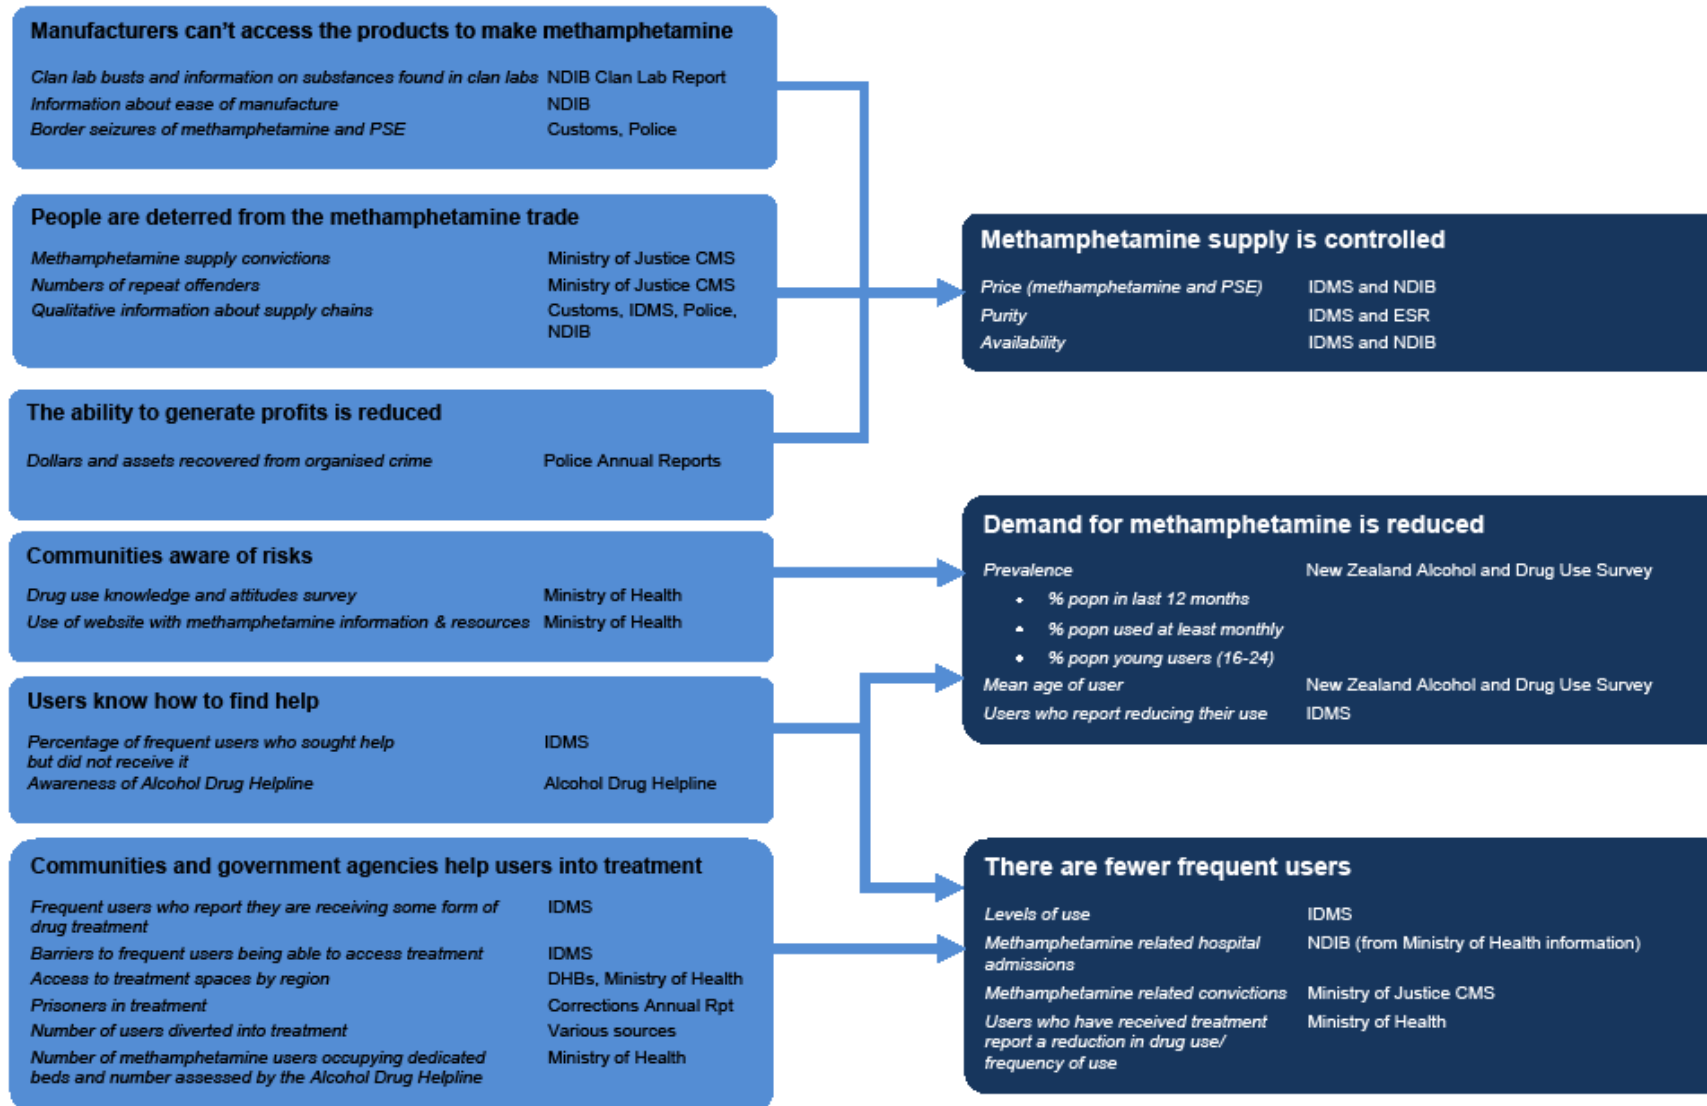 Manufacturers can't access the products to make methamphetamine
Clan lab busts and information on substances found in clan labs NDIB Clan Lab Report
Information about ease of manufacture NDIB
Border seizures of methamphetamine and PSE Customs, Police
People are deterred from the methamphetamine trade
Methamphetamine supply convictions Ministry of Justice CMS
Numbers of repeat offenders Ministry of Justice CMS
Qualitative information about supply chains Customs, IDMS, Police,
NDIB
The ability to generate profits is reduced
Dollars and assets recovered from organised crime Police Annual Reports
Communities aware of risks
Drug use knowledge and attitudes survey Ministry of Health
Use of website with methamphetamine information & resources Ministry of Health
Users know how to find help
Percentage of frequent users who sought help IDMS
but did not receive it
Awareness of Alcohol Drug Helpline Alcohol Drug Helpline
Communities and government agencies help users into treatment
Frequent users who report they are receiving some form of IDMS
drug treatment
Barriers to frequent users being able to access treatment IDMS
Access to treatment spaces by region DHBs, Ministry of Health
Prisoners in treatment Corrections Annual Rpt
Number of users diverted into treatment Various sources
Number of methamphetamine users occupying dedicated Ministry of Health
beds and number assessed by the Alcohol Drug Helpline
Methamphetamine supply is controlled
Price (methamphetamine and PSE) IDMS and NDIB
Purity IDMS and ESR
Availability IDMS and NDIB
Demand for methamphetamine is reduced
Prevalence New Zealand Alcohol and Drug Use Survey
• % popn in last 12 months
• % popn used at least monthly
• % popn young users (16-24)
Mean age of user New Zealand Alcohol and Drug Use Survey
Users who report reducing their use IDMS
There are fewer frequent users
Levels of use IDMS
Methamphetamine related hospital NDIB (from Ministry of Health information)
admissions
Methamphetamine related convictions Ministry of Justice CMS
Users who have received treatment Ministry of Health
report a reduction in drug use/
frequency of use